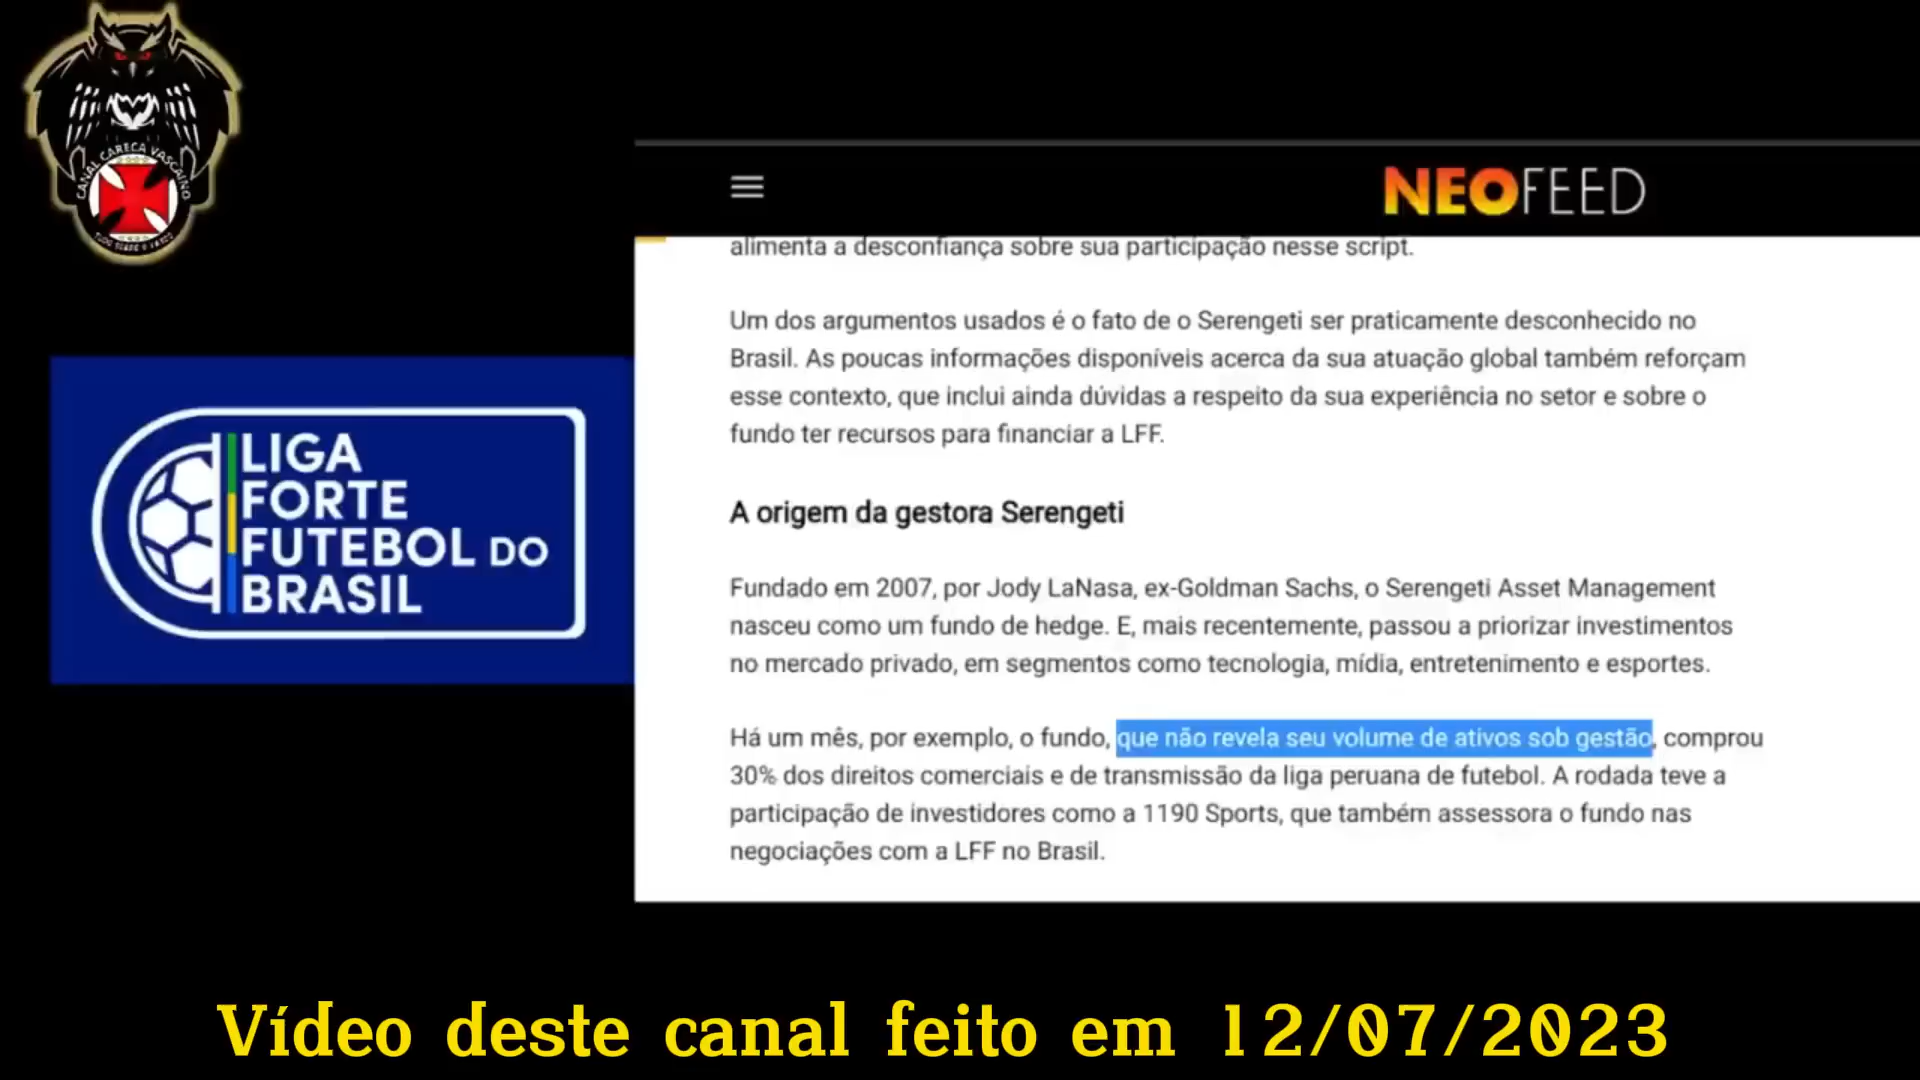 CANAL CARECA VASCAÍNO
TUDO SOBRE O VASCO
LIGA
FORTE
FUTEBOL DO
BRASIL
NEOFEED
alimenta a desconfiança sobre sua participação nesse script.
Um dos argumentos usados é o fato de o Serengeti ser praticamente desconhecido no
Brasil. As poucas informações disponíveis acerca da sua atuação global também reforçam
esse contexto, que inclui ainda dúvidas a respeito da sua experiência no setor e sobre o
fundo ter recursos para financiar a LFF.
A origem da gestora Serengeti
Fundado em 2007, por Jody LaNasa, ex-Goldman Sachs, o Serengeti Asset Management
nasceu como um fundo de hedge. E, mais recentemente, passou a priorizar investimentos
no mercado privado, em segmentos como tecnologia, mídia, entretenimento e esportes.
Há um mês, por exemplo, o fundo, que não revela seu volume de ativos sob gestão, comprou
30% dos direitos comerciais e de transmissão da liga peruana de futebol. A rodada teve a
participação de investidores como a 1190 Sports, que também assessora o fundo nas
negociações com a LFF no Brasil.
Vídeo deste canal feito em 12/07/2023